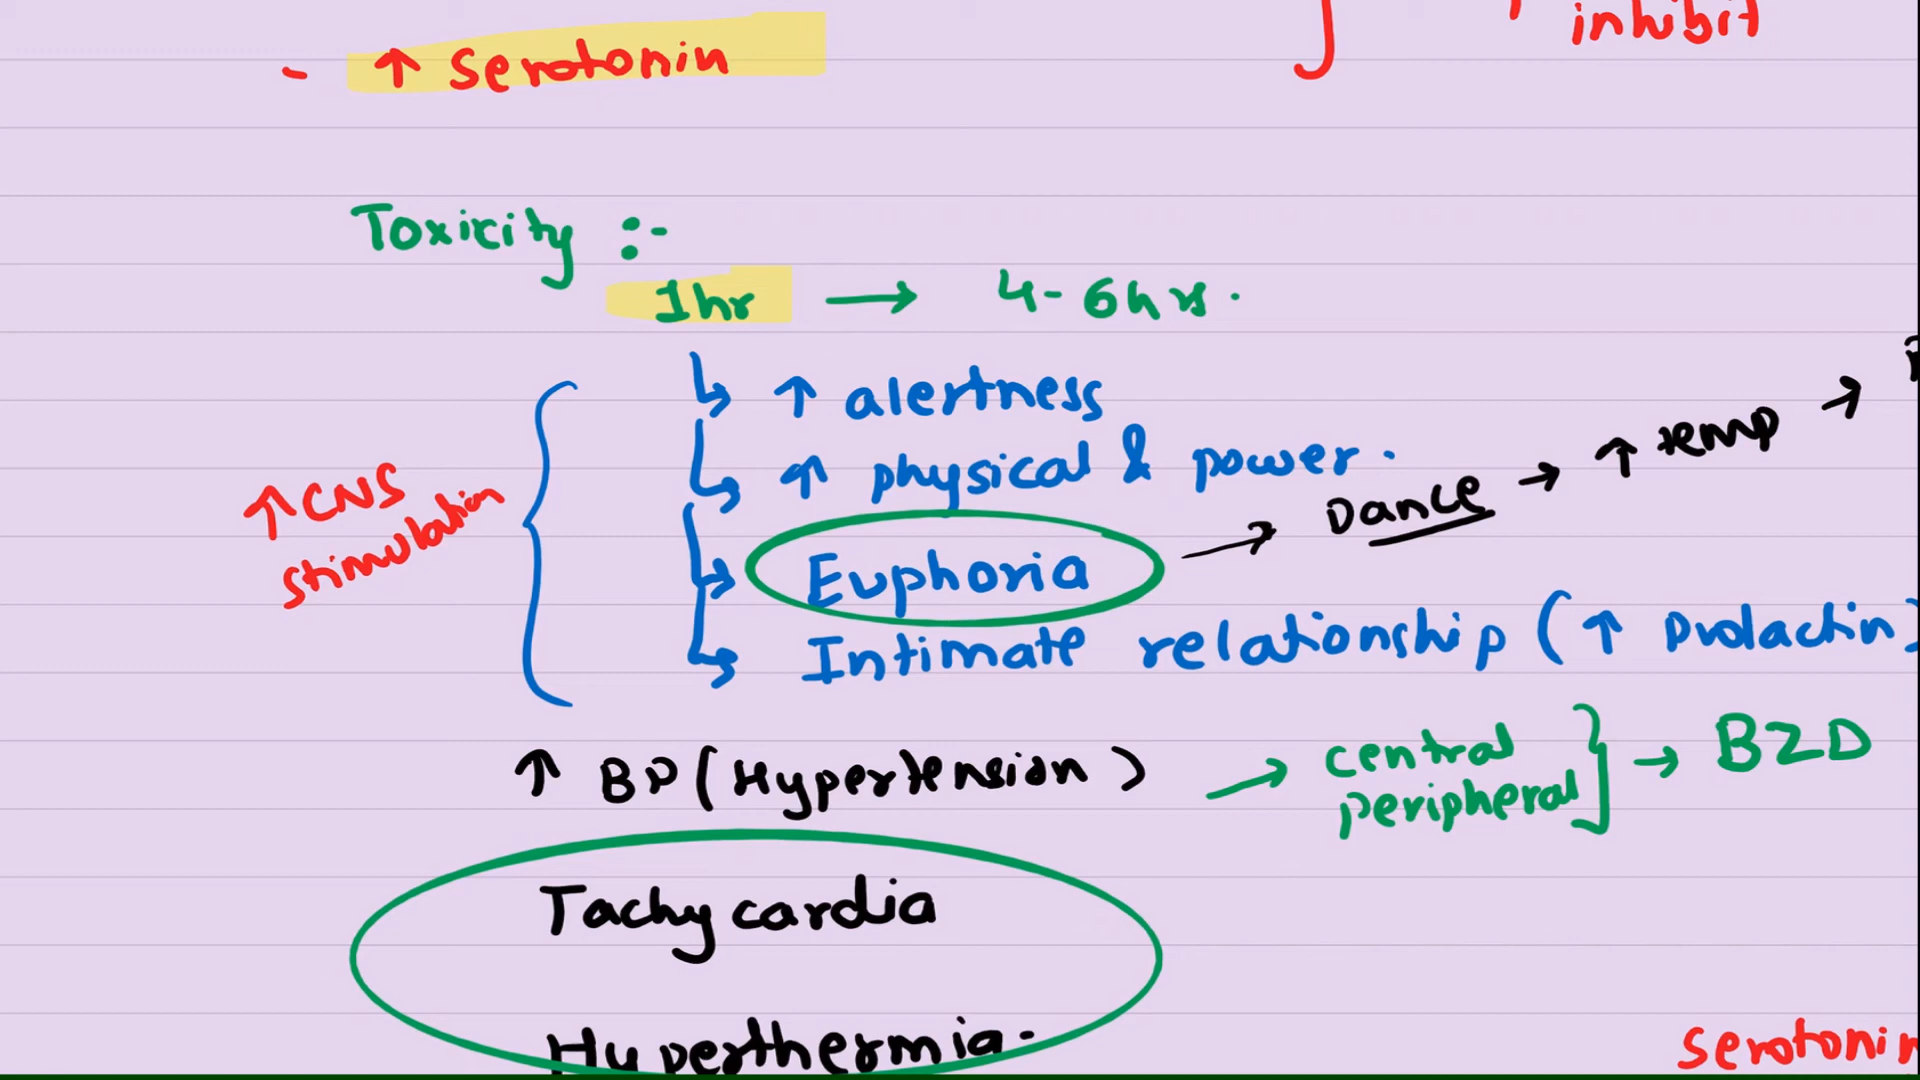 inhibit
- ↑ Serotonin
Toxicity :-
1hr → 4-6hrs.
↳ ↑ alertness
↳ ↑ physical & power.
↑ CNS stimulation
↳ Euphoria → Dance → ↑ temp →
↳ Intimate relationship (↑ Prolactin)
↑ BP (Hypertension) → central peripheral } → BZD
Tachycardia
Hyperthermia.
serotonin